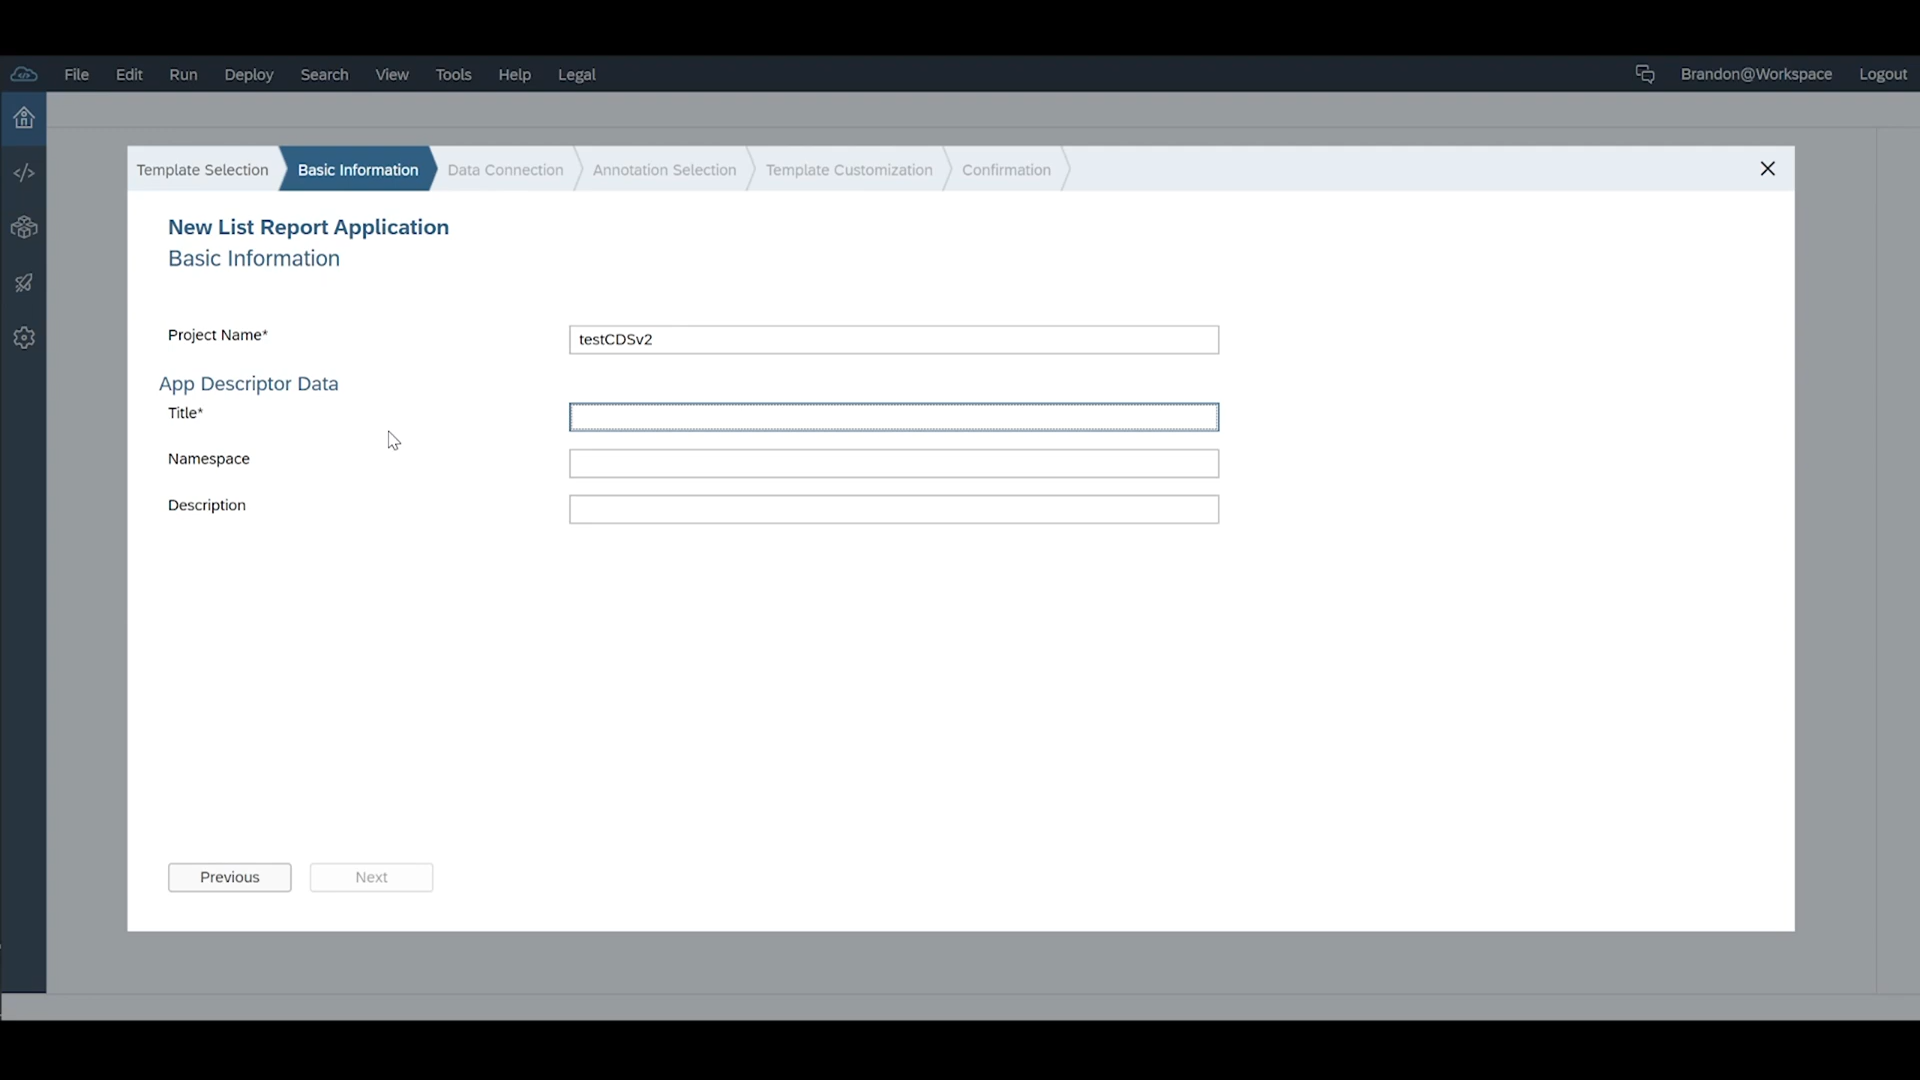 File Edit Run Deploy Search View Tools Help Legal Brandon@Workspace Logout
Template Selection Basic Information Data Connection Annotation Selection Template Customization Confirmation
New List Report Application
Basic Information
Project Name* testCDSv2
App Descriptor Data
Title*
Namespace
Description
Previous Next